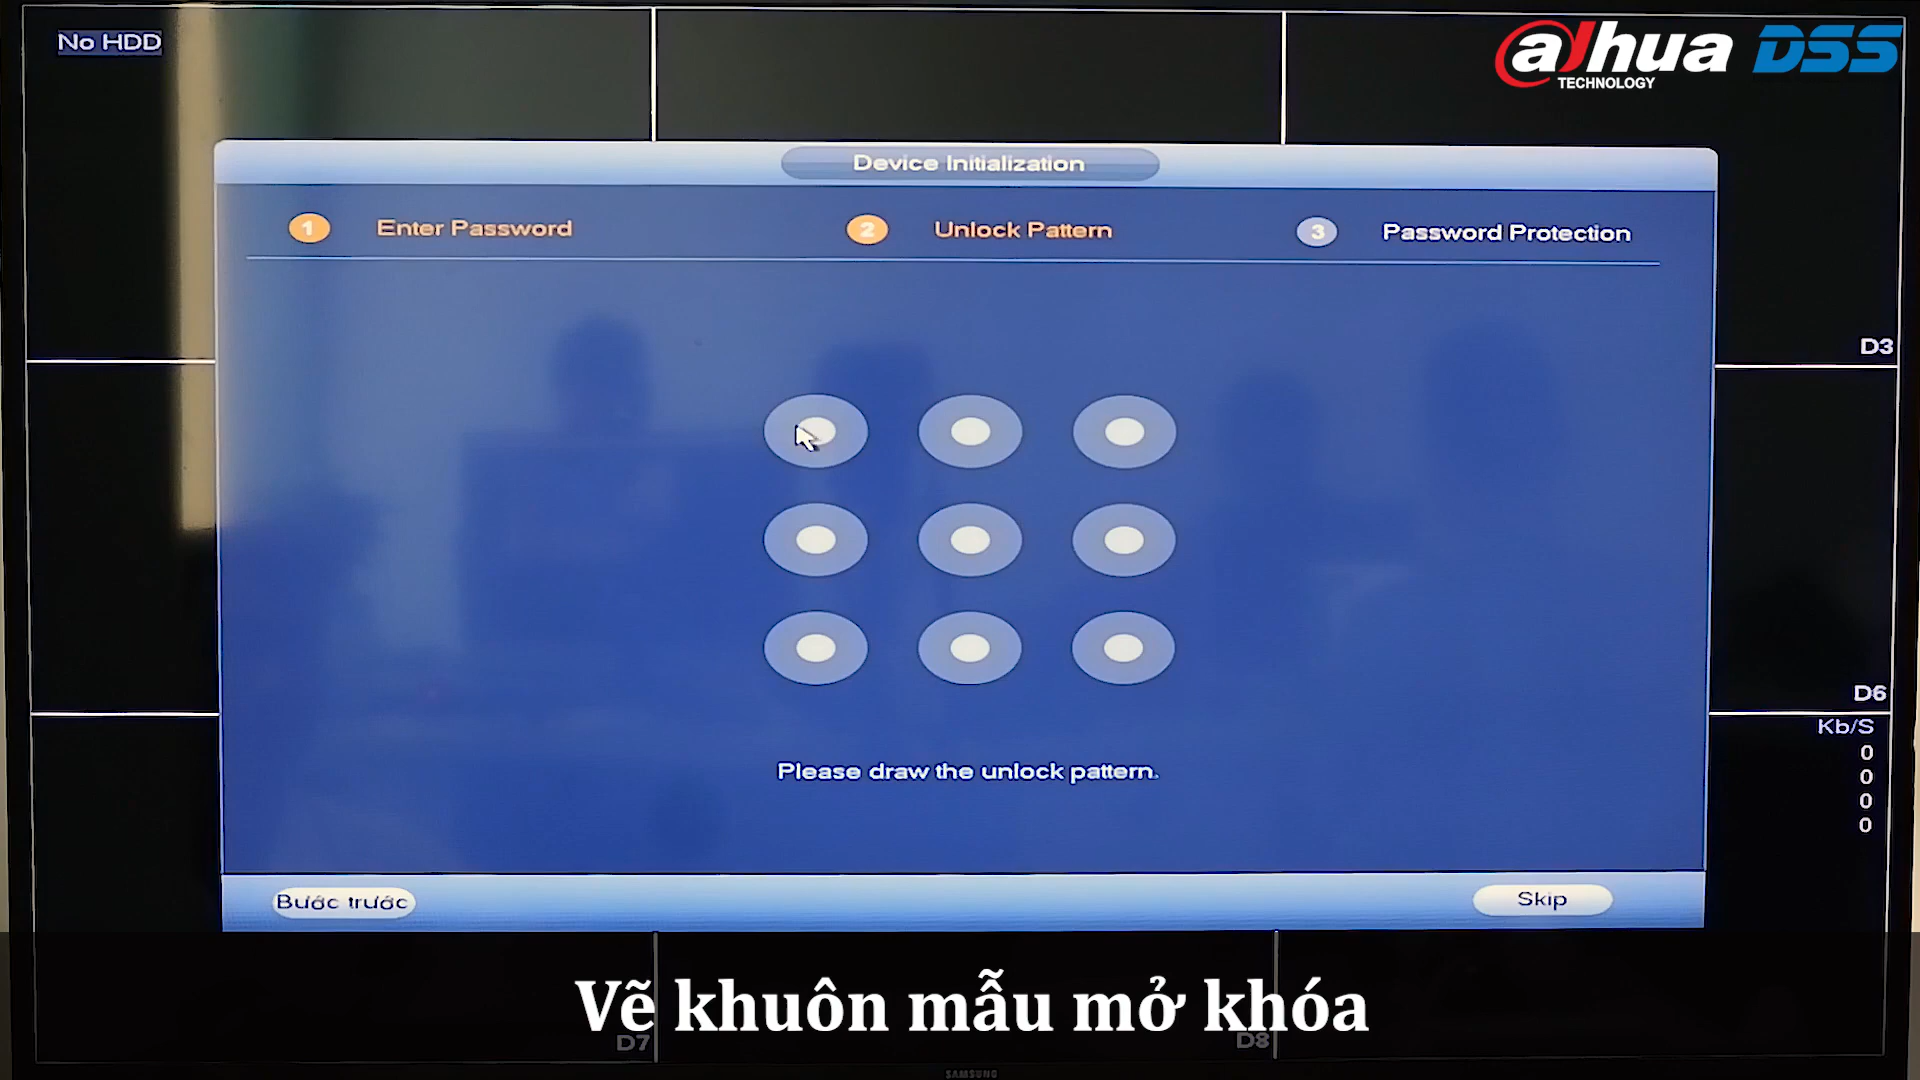 No HDD
alhua DSS
TECHNOLOGY
Device Initialization
1 Enter Password 2 Unlock Pattern 3 Password Protection
D3
D6
Kb/S
0
0
0
0
Please draw the unlock pattern.
Bước trước Skip
Vẽ khuôn mẫu mở khóa
D7 D8
SAMSUNG